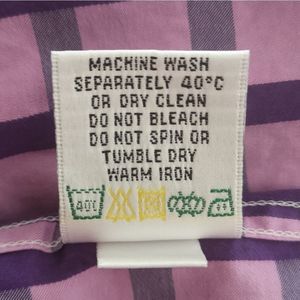 MACHINE WASH
SEPARATELY 40°C
OR DRY CLEAN
DO NOT BLEACH
DO NOT SPIN OR
TUMBLE DRY
WARM IRON
40°